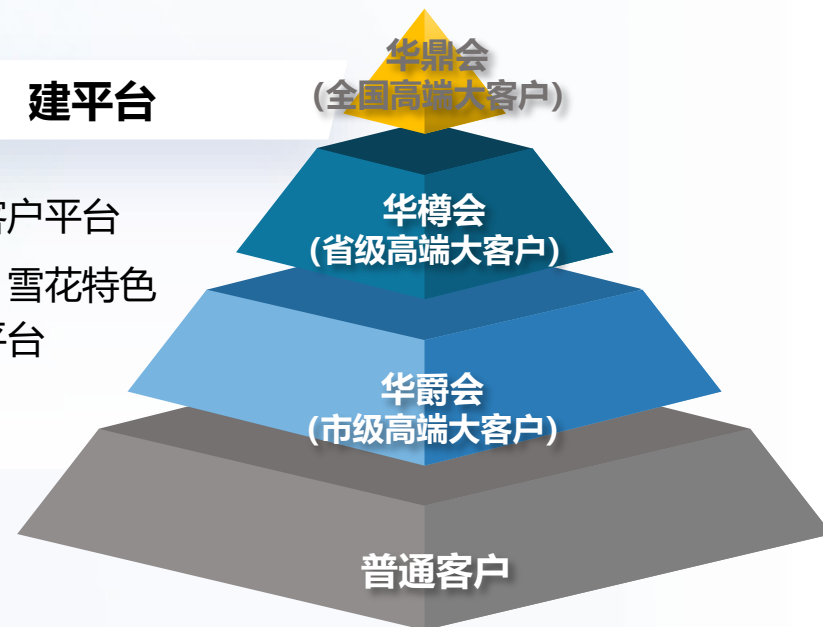 建平台
客户平台
雪花特色
平台
华鼎会
(全国高端大客户)
华樽会
(省级高端大客户)
华爵会
(市级高端大客户)
普通客户